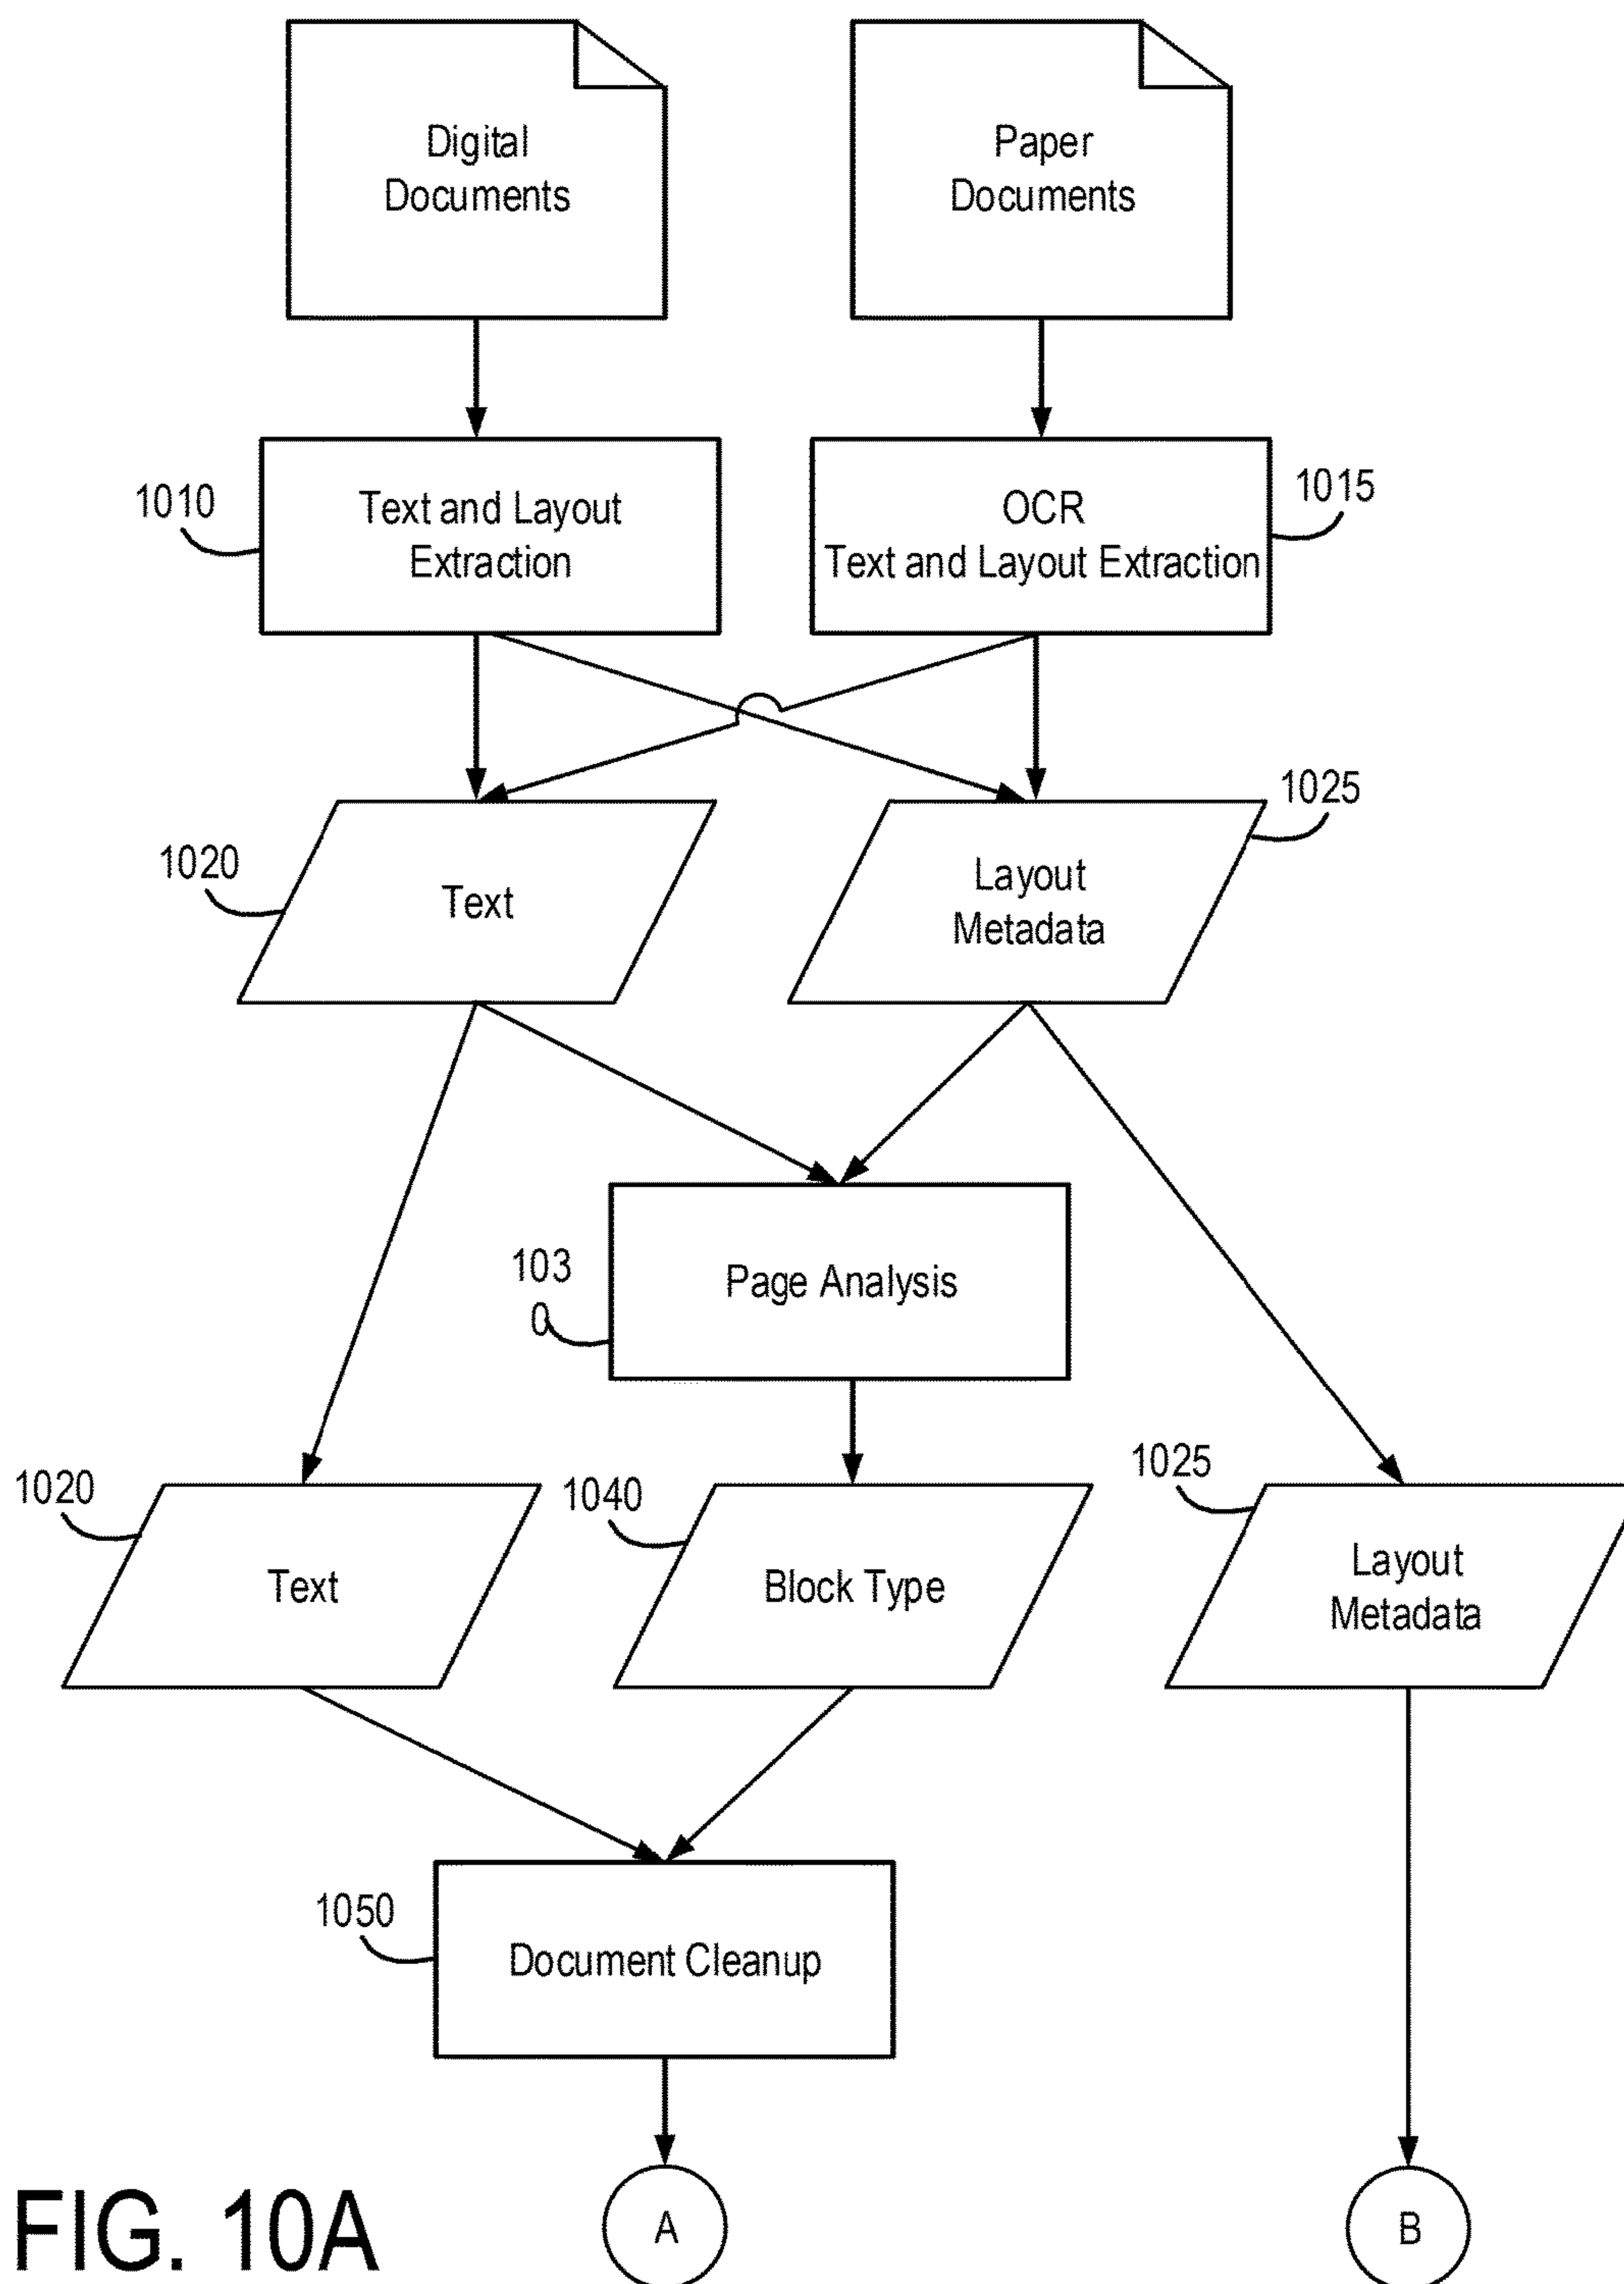 Digital
Documents
Paper
Documents
1010
Text and Layout
Extraction
OCR
Text and Layout Extraction
1015
1020
Text
Layout
Metadata
1025
103
0
Page Analysis
1020
Text
1040
Block Type
1025
Layout
Metadata
1050
Document Cleanup
FIG. 10A
A
B